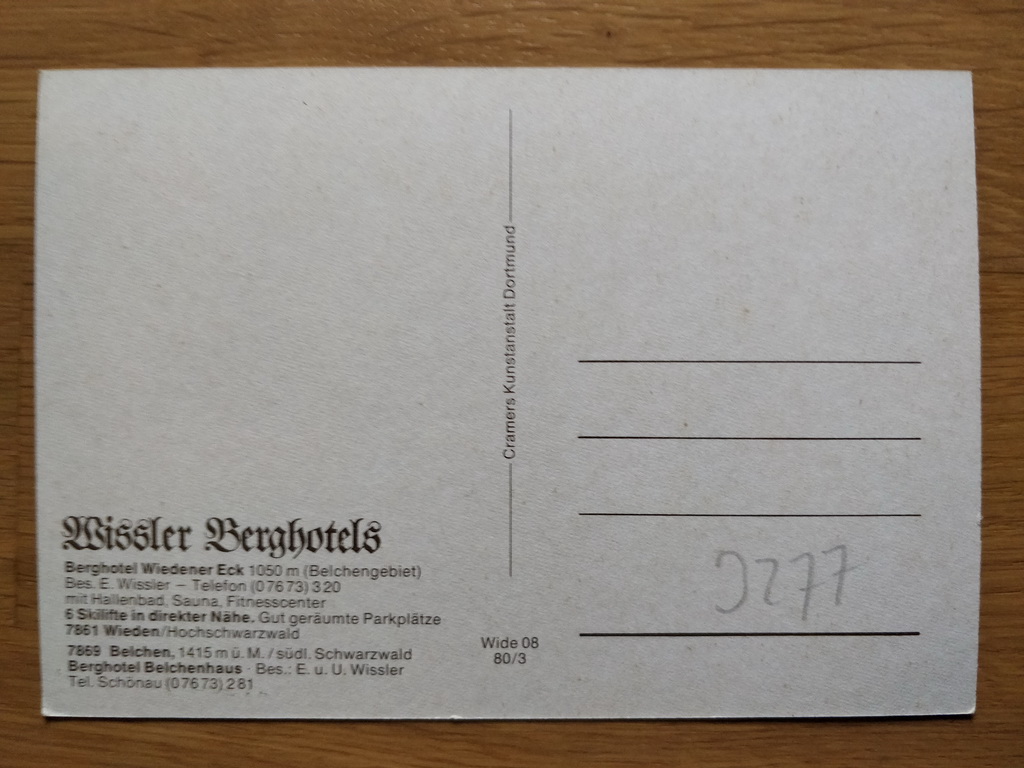 Wissler Berghotels
Berghotel Wiedener Eck 1050 m (Belchengebiet)
Bes. E. Wissler – Telefon (07673) 320
mit Hallenbad, Sauna, Fitnesscenter
6 Skilifte in direkter Nähe. Gut geräumte Parkplätze
7861 Wieden/Hochschwarzwald
7869 Belchen, 1415 m ü. M. / südl. Schwarzwald
Berghotel Belchenhaus · Bes.: E. u. U. Wissler
Tel. Schönau (07673) 281
Cramers Kunstanstalt Dortmund
Wide 08
80/3